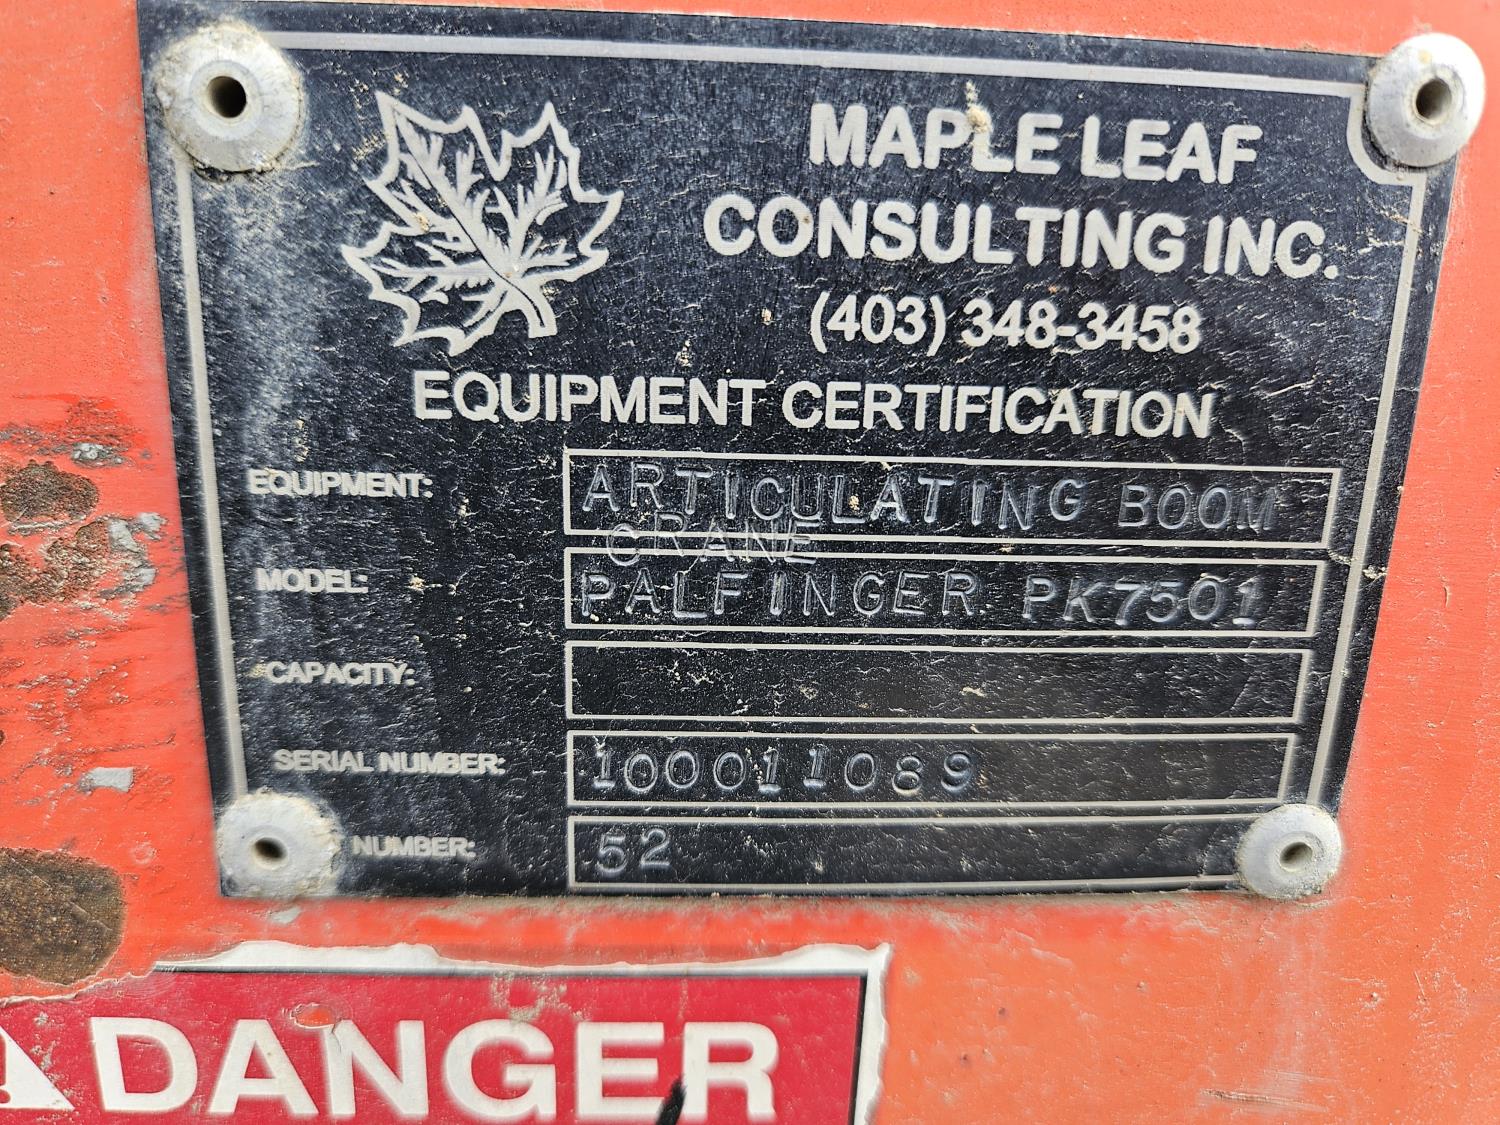 MAPLE LEAF
CONSULTING INC.
(403) 348-3458
EQUIPMENT CERTIFICATION
EQUIPMENT: ARTICULATING BOOM
CRANE
MODEL: PALFINGER PK7501
CAPACITY:
SERIAL NUMBER: 100011089
NUMBER: 52
DANGER